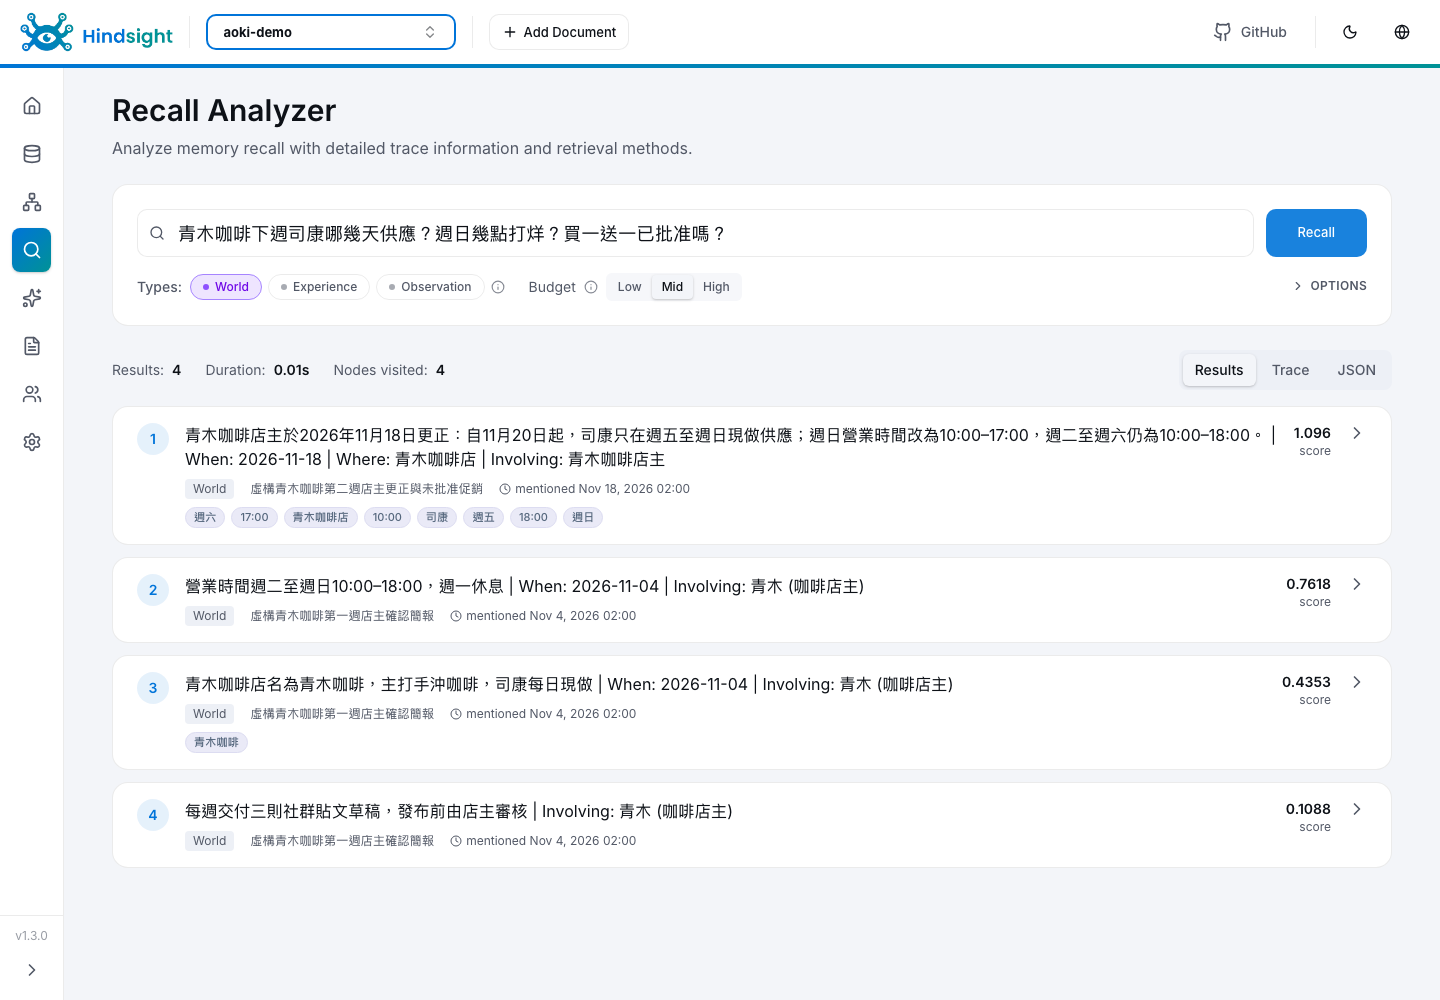 Hindsight
aoki-demo
Add Document
GitHub
Recall Analyzer
Analyze memory recall with detailed trace information and retrieval methods.
青木咖啡下週司康哪幾天供應？週日幾點打烊？買一送一已批准嗎？
Recall
Types: World Experience Observation Budget Low Mid High OPTIONS
Results: 4 Duration: 0.01s Nodes visited: 4
Results Trace JSON
1
青木咖啡店主於2026年11月18日更正：自11月20日起，司康只在週五至週日現做供應；週日營業時間改為10:00–17:00，週二至週六仍為10:00–18:00。 |
When: 2026-11-18 | Where: 青木咖啡店 | Involving: 青木咖啡店主
1.096
score
World 虛構青木咖啡第二週店主更正與未批准促銷 mentioned Nov 18, 2026 02:00
週六 17:00 青木咖啡店 10:00 司康 週五 18:00 週日
2
營業時間週二至週日10:00–18:00，週一休息 | When: 2026-11-04 | Involving: 青木 (咖啡店主)
0.7618
score
World 虛構青木咖啡第一週店主確認簡報 mentioned Nov 4, 2026 02:00
3
青木咖啡店名為青木咖啡，主打手沖咖啡，司康每日現做 | When: 2026-11-04 | Involving: 青木 (咖啡店主)
0.4353
score
World 虛構青木咖啡第一週店主確認簡報 mentioned Nov 4, 2026 02:00
青木咖啡
4
每週交付三則社群貼文草稿，發布前由店主審核 | Involving: 青木 (咖啡店主)
0.1088
score
World 虛構青木咖啡第一週店主確認簡報 mentioned Nov 4, 2026 02:00
v1.3.0